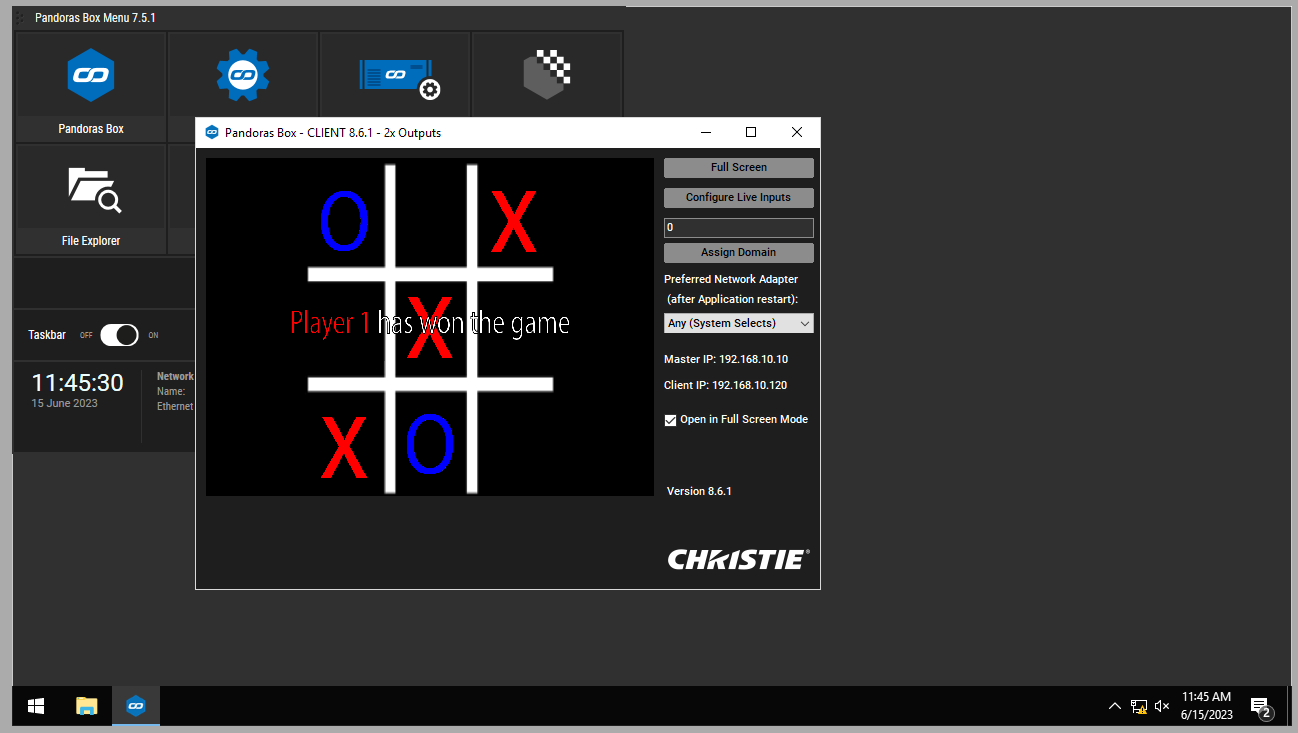 Pandoras Box Menu 7.5.1
Pandoras Box
File Explorer
Taskbar OFF ON
11:45:30
15 June 2023
Network
Name:
Ethernet
Pandoras Box - CLIENT 8.6.1 - 2x Outputs
O X
X
Player 1 has won the game
X O
Full Screen
Configure Live Inputs
0
Assign Domain
Preferred Network Adapter
(after Application restart):
Any (System Selects)
Master IP: 192.168.10.10
Client IP: 192.168.10.120
Open in Full Screen Mode
Version 8.6.1
CHRISTIE®
11:45 AM
6/15/2023
2